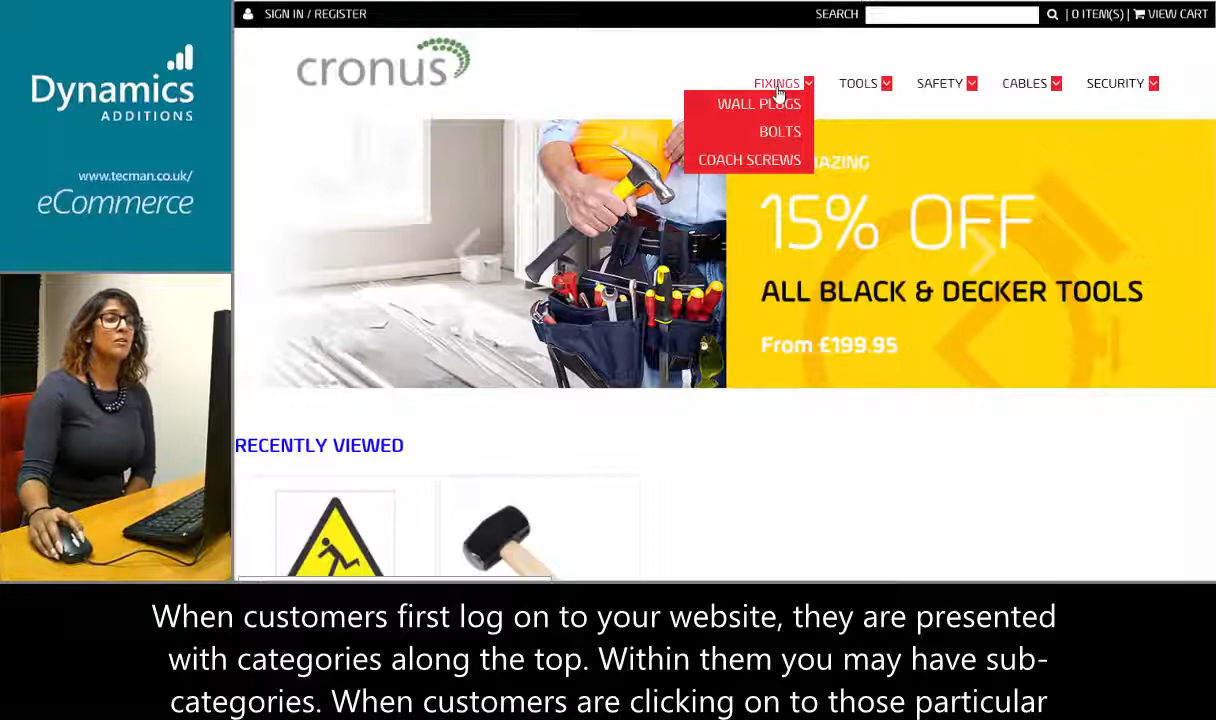 SIGN IN / REGISTER
SEARCH
| 0 ITEM(S) | VIEW CART
Dynamics
ADDITIONS
www.tecman.co.uk/
eCommerce
cronus
FIXINGS
TOOLS
SAFETY
CABLES
SECURITY
WALL PLUGS
BOLTS
COACH SCREWS
15% OFF
ALL BLACK & DECKER TOOLS
From £199.95
RECENTLY VIEWED
When customers first log on to your website, they are presented
with categories along the top. Within them you may have sub-
categories. When customers are clicking on to those particular